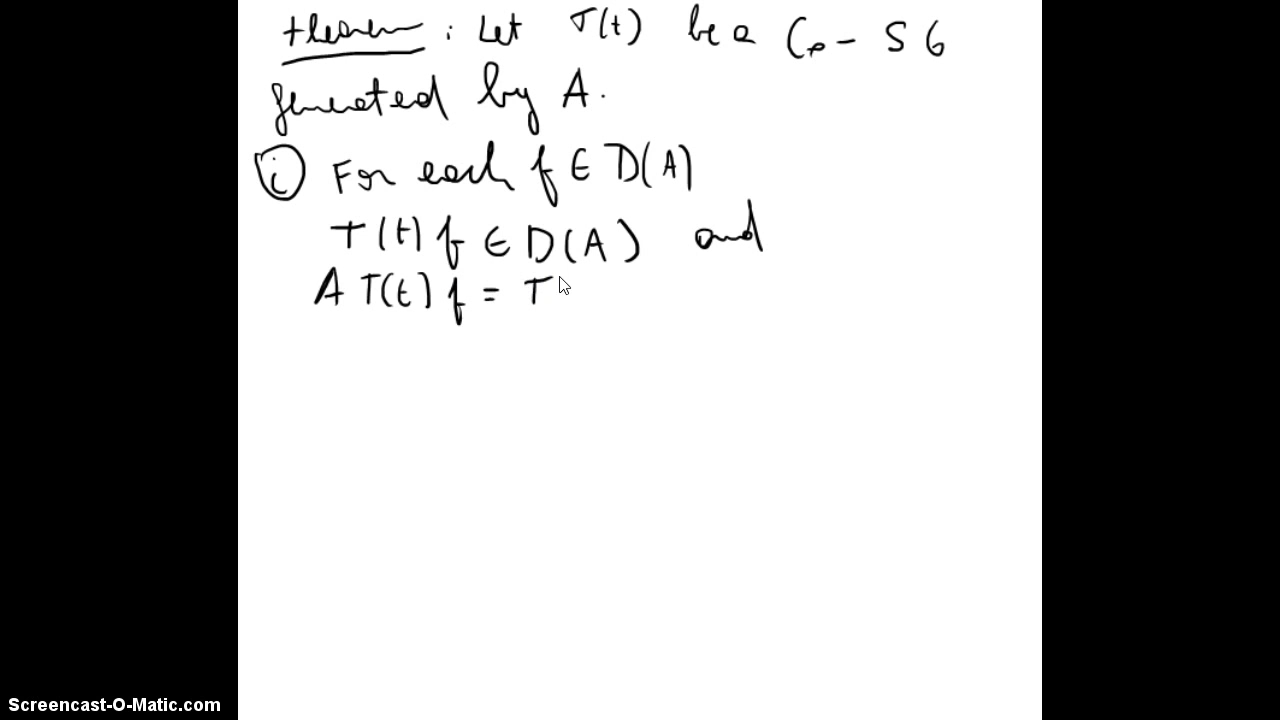 theorem : Let T(t) be a C₀ - SG
generated by A.
(i) For each f ∈ D(A)
T(t) f ∈ D(A) and
A T(t) f = T
Screencast-O-Matic.com